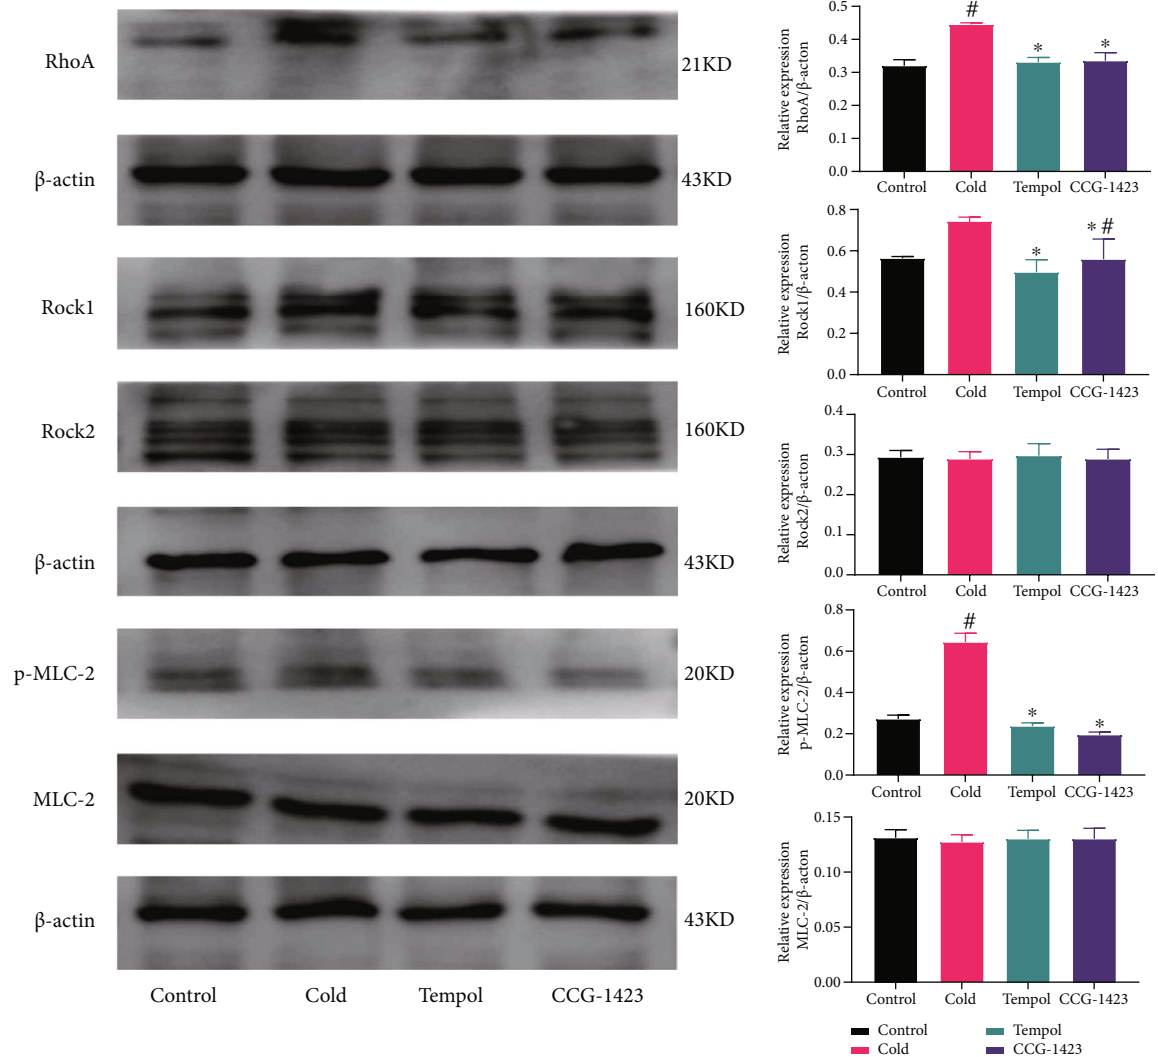 RhoA
21KD
β-actin
43KD
Rock1
160KD
Rock2
160KD
β-actin
43KD
p-MLC-2
20KD
MLC-2
20KD
β-actin
43KD
Control Cold Tempol CCG-1423
Relative expression
RhoA/β-acton
0.5
0.4
0.3
0.2
0.1
0.0
#
*
*
Control Cold Tempol CCG-1423
Relative expression
Rock1/β-acton
0.8
0.6
0.4
0.2
0.0
*
* #
Control Cold Tempol CCG-1423
Relative expression
Rock2/β-acton
0.4
0.3
0.2
0.1
0.0
Control Cold Tempol CCG-1423
Relative expression
p-MLC-2/β-acton
0.8
0.6
0.4
0.2
0.0
#
*
*
Control Cold Tempol CCG-1423
Relative expression
MLC-2/β-acton
0.15
0.10
0.05
0.00
Control Cold Tempol CCG-1423
Control Tempol
Cold CCG-1423